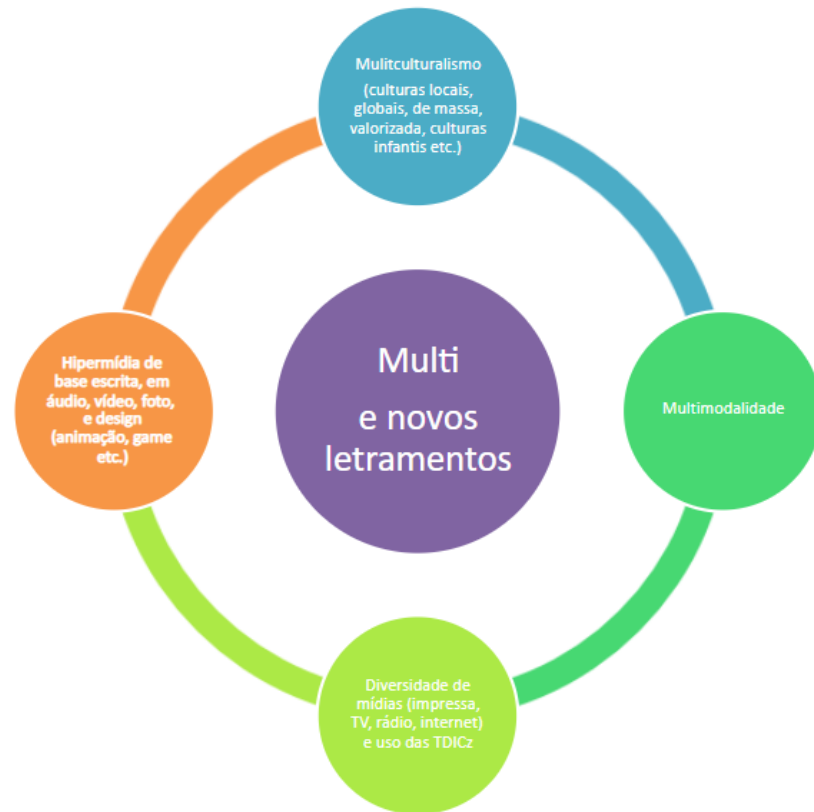 Mulitculturalismo
(culturas locais,
globais, de massa,
valorizada, culturas
infantis etc.)
Hipermídia de
base escrita, em
áudio, vídeo, foto,
e design
(animação, game
etc.)
Multi
e novos
letramentos
Multimodalidade
Diversidade de
mídias (impressa,
TV, rádio, internet)
e uso das TDICz